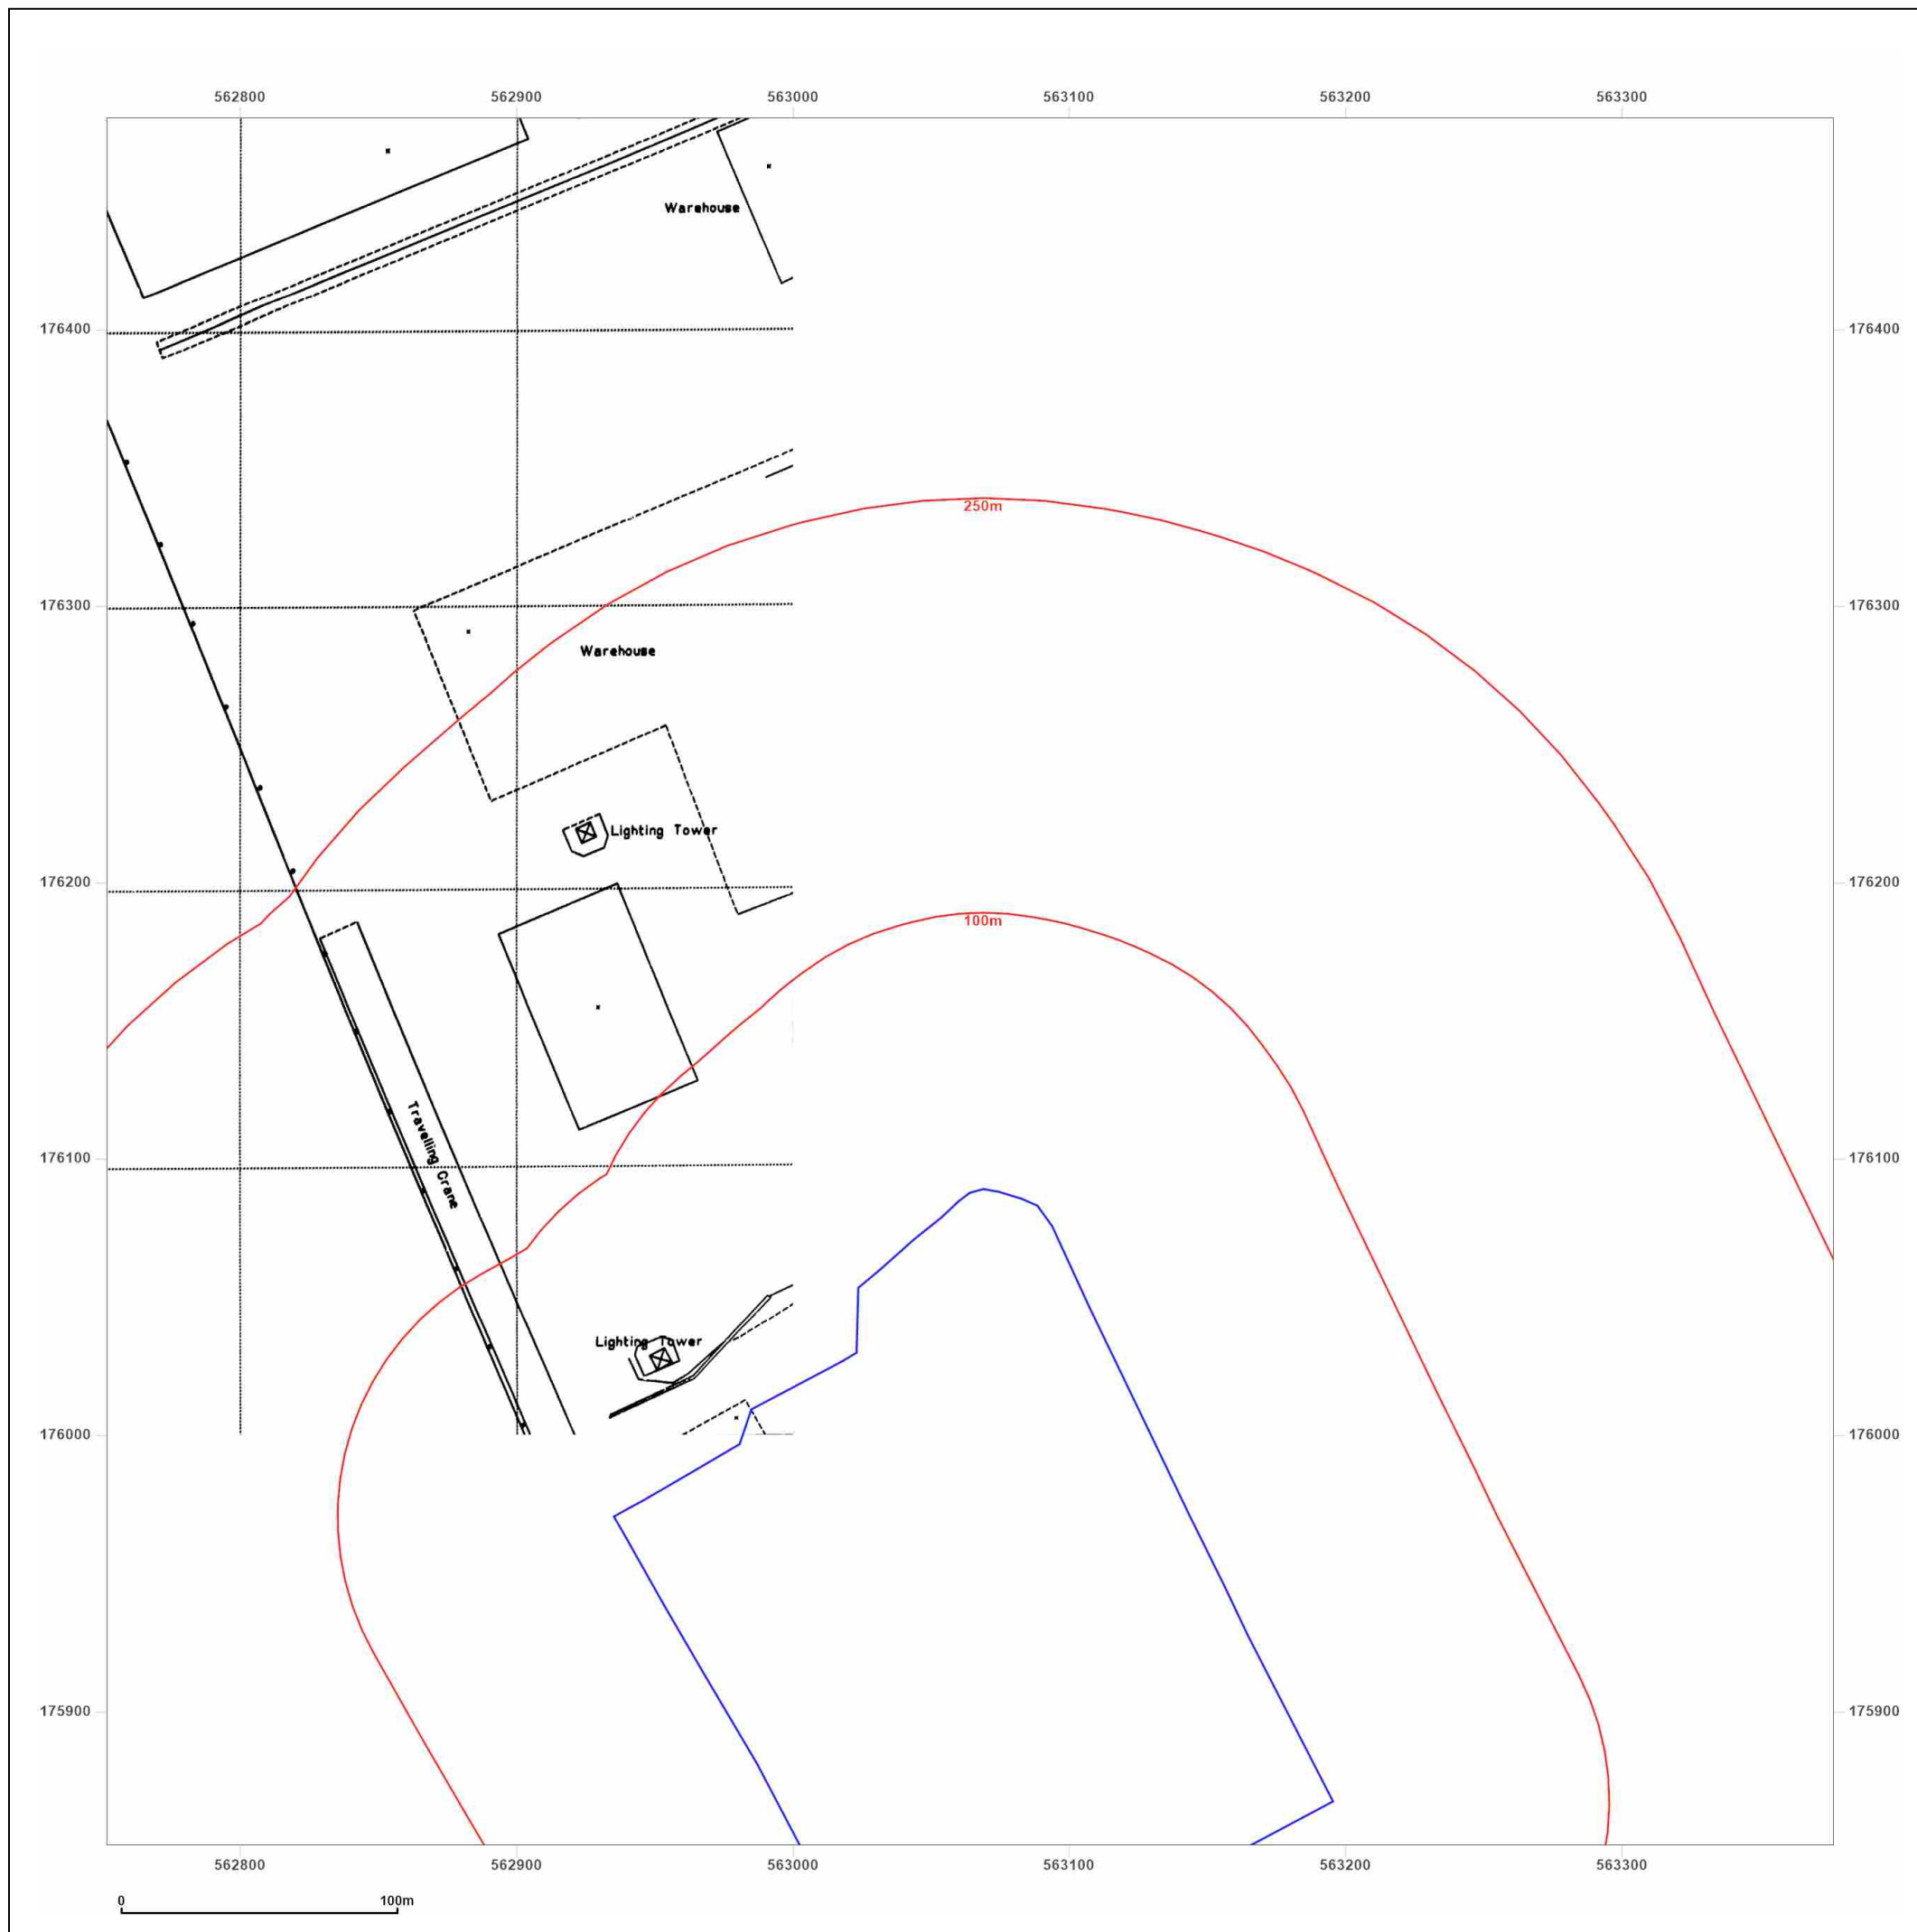 562800 562900 563000 563100 563200 563300
Warehouse
176400 176400
250m
176300 176300
Warehouse
Lighting Tower
176200 176200
100m
Travelling Crane
176100 176100
Lighting Tower
176000 176000
175900 175900
562800 562900 563000 563100 563200 563300
0 100m